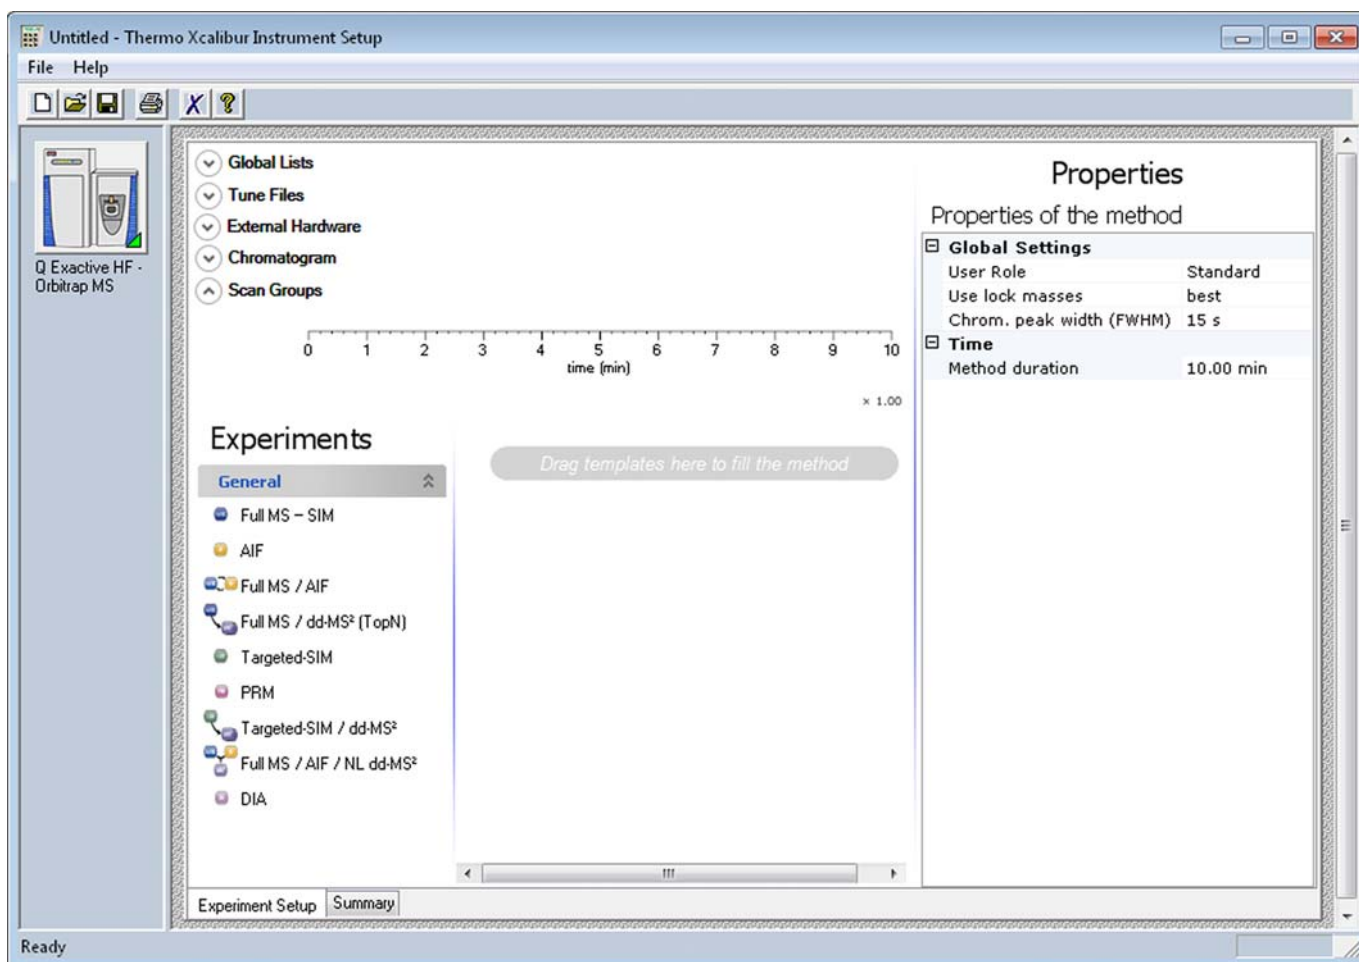 Untitled - Thermo Xcalibur Instrument Setup
File Help
Q Exactive HF -
Orbitrap MS
Global Lists
Tune Files
External Hardware
Chromatogram
Scan Groups
0 1 2 3 4 5 6 7 8 9 10
time (min)
× 1.00
Experiments
General
Full MS – SIM
AIF
Full MS / AIF
Full MS / dd-MS² (TopN)
Targeted-SIM
PRM
Targeted-SIM / dd-MS²
Full MS / AIF / NL dd-MS²
DIA
Drag templates here to fill the method
Properties
Properties of the method
Global Settings
User Role Standard
Use lock masses best
Chrom. peak width (FWHM) 15 s
Time
Method duration 10.00 min
Experiment Setup Summary
Ready